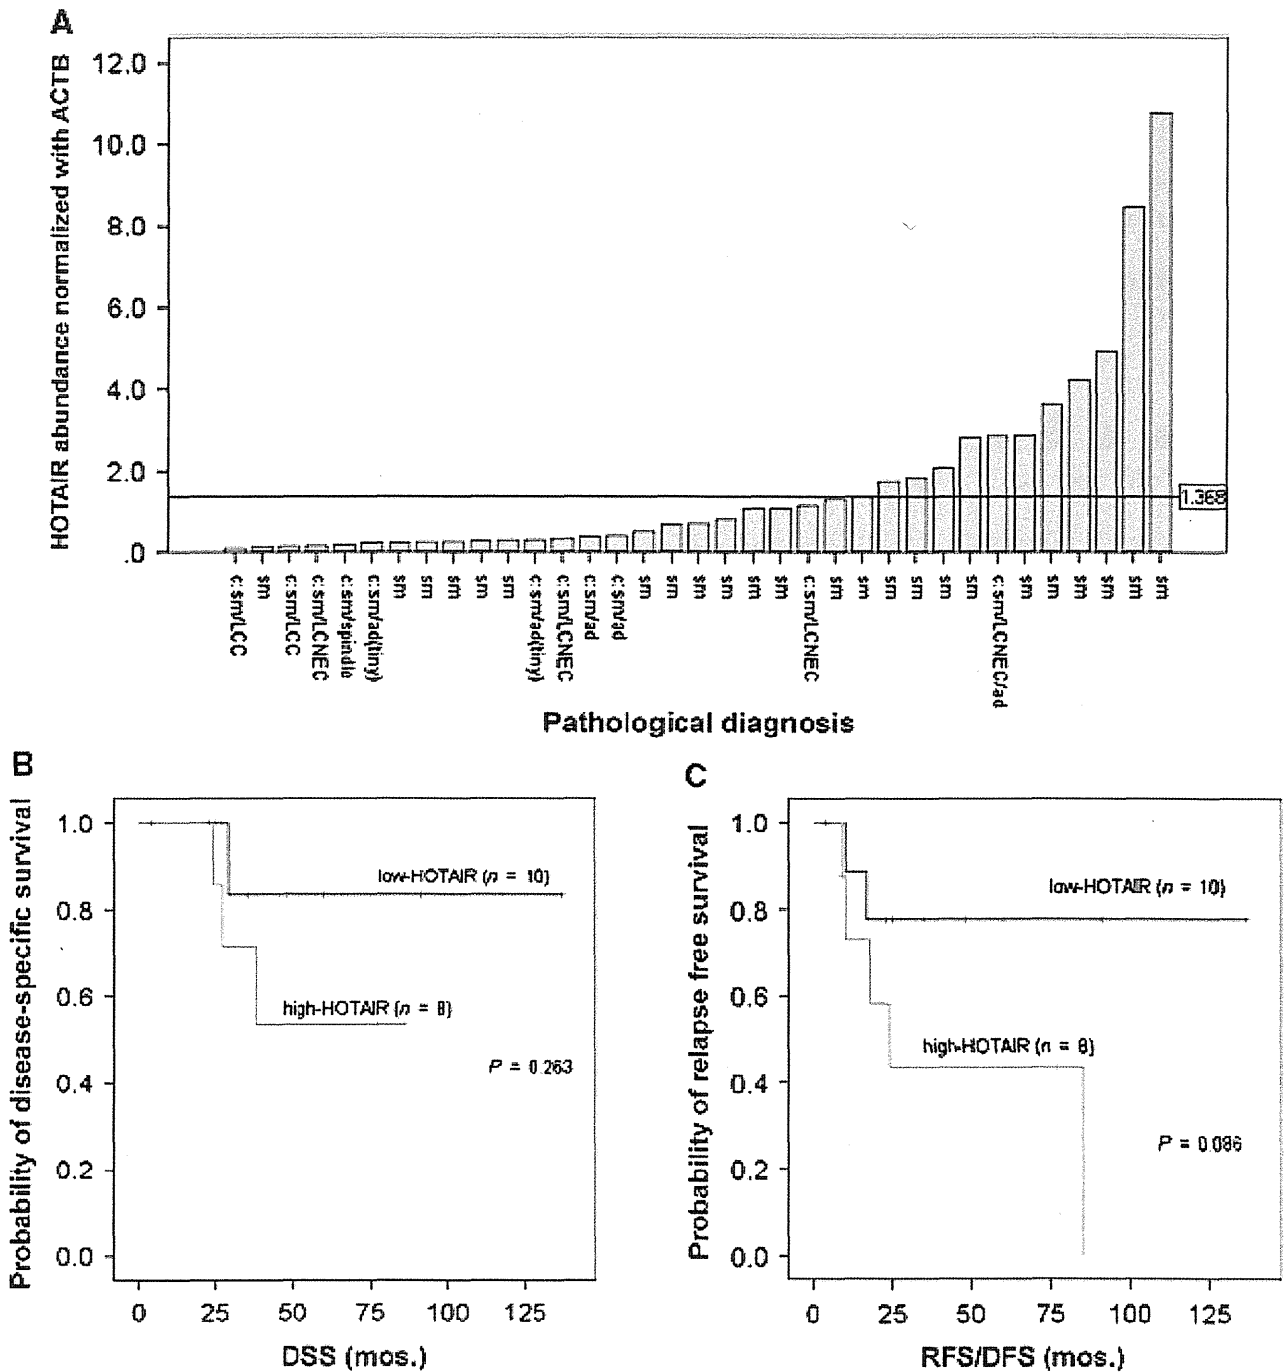 A
HOTAIR abundance normalized with ACTB
12.0
10.0
8.0
6.0
4.0
2.0
.0
1.368
c:sm/LCC
sm
c:sm/LCC
c:sm/LCNEC
c:sm/spindle
c:sm/ad(tiny)
sm
sm
sm
sm
sm
c:sm/ad(tiny)
c:sm/LCNEC
c:sm/ad
c:sm/ad
sm
sm
sm
sm
sm
sm
c:sm/LCNEC
sm
sm
sm
sm
sm
sm
c:sm/LCNEC/ad
sm
sm
sm
sm
sm
sm
Pathological diagnosis
B
Probability of disease-specific survival
1.0
0.8
0.6
0.4
0.2
0.0
low-HOTAIR (n = 10)
high-HOTAIR (n = 8)
P = 0.263
0 25 50 75 100 125
DSS (mos.)
C
Probability of relapse free survival
1.0
0.8
0.6
0.4
0.2
0.0
low-HOTAIR (n = 10)
high-HOTAIR (n = 8)
P = 0.086
0 25 50 75 100 125
RFS/DFS (mos.)